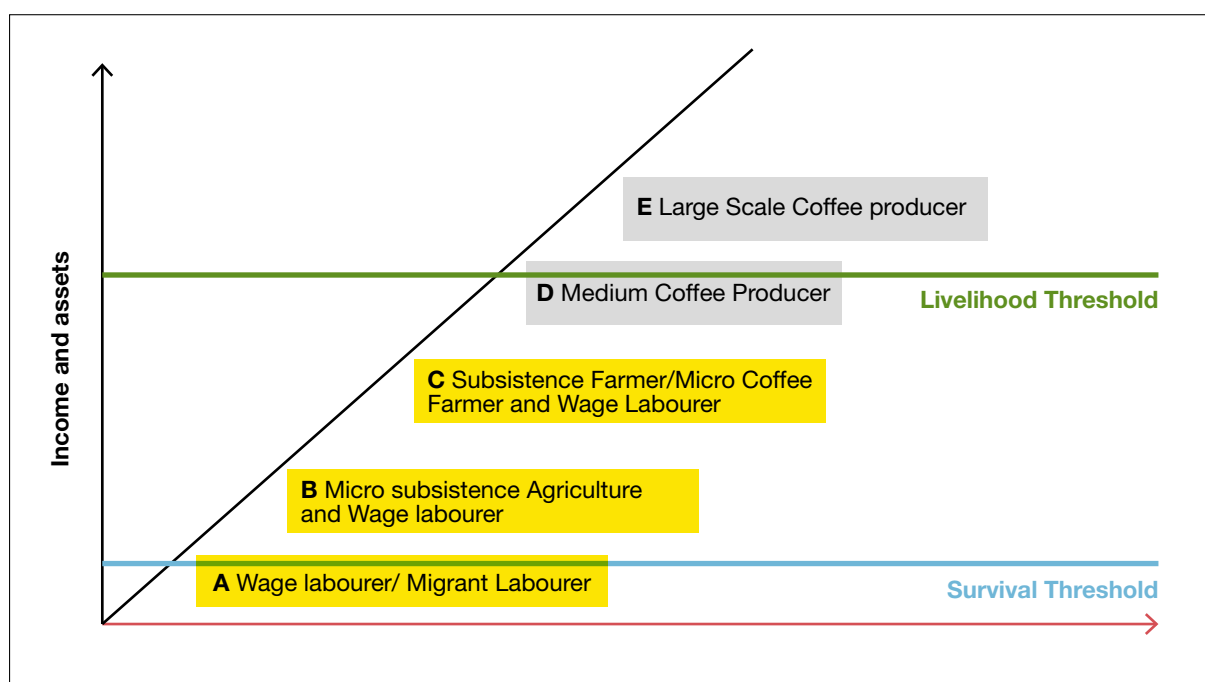 Income and assets
E Large Scale Coffee producer
D Medium Coffee Producer
Livelihood Threshold
C Subsistence Farmer/Micro Coffee
Farmer and Wage Labourer
B Micro subsistence Agriculture
and Wage labourer
A Wage labourer/ Migrant Labourer
Survival Threshold